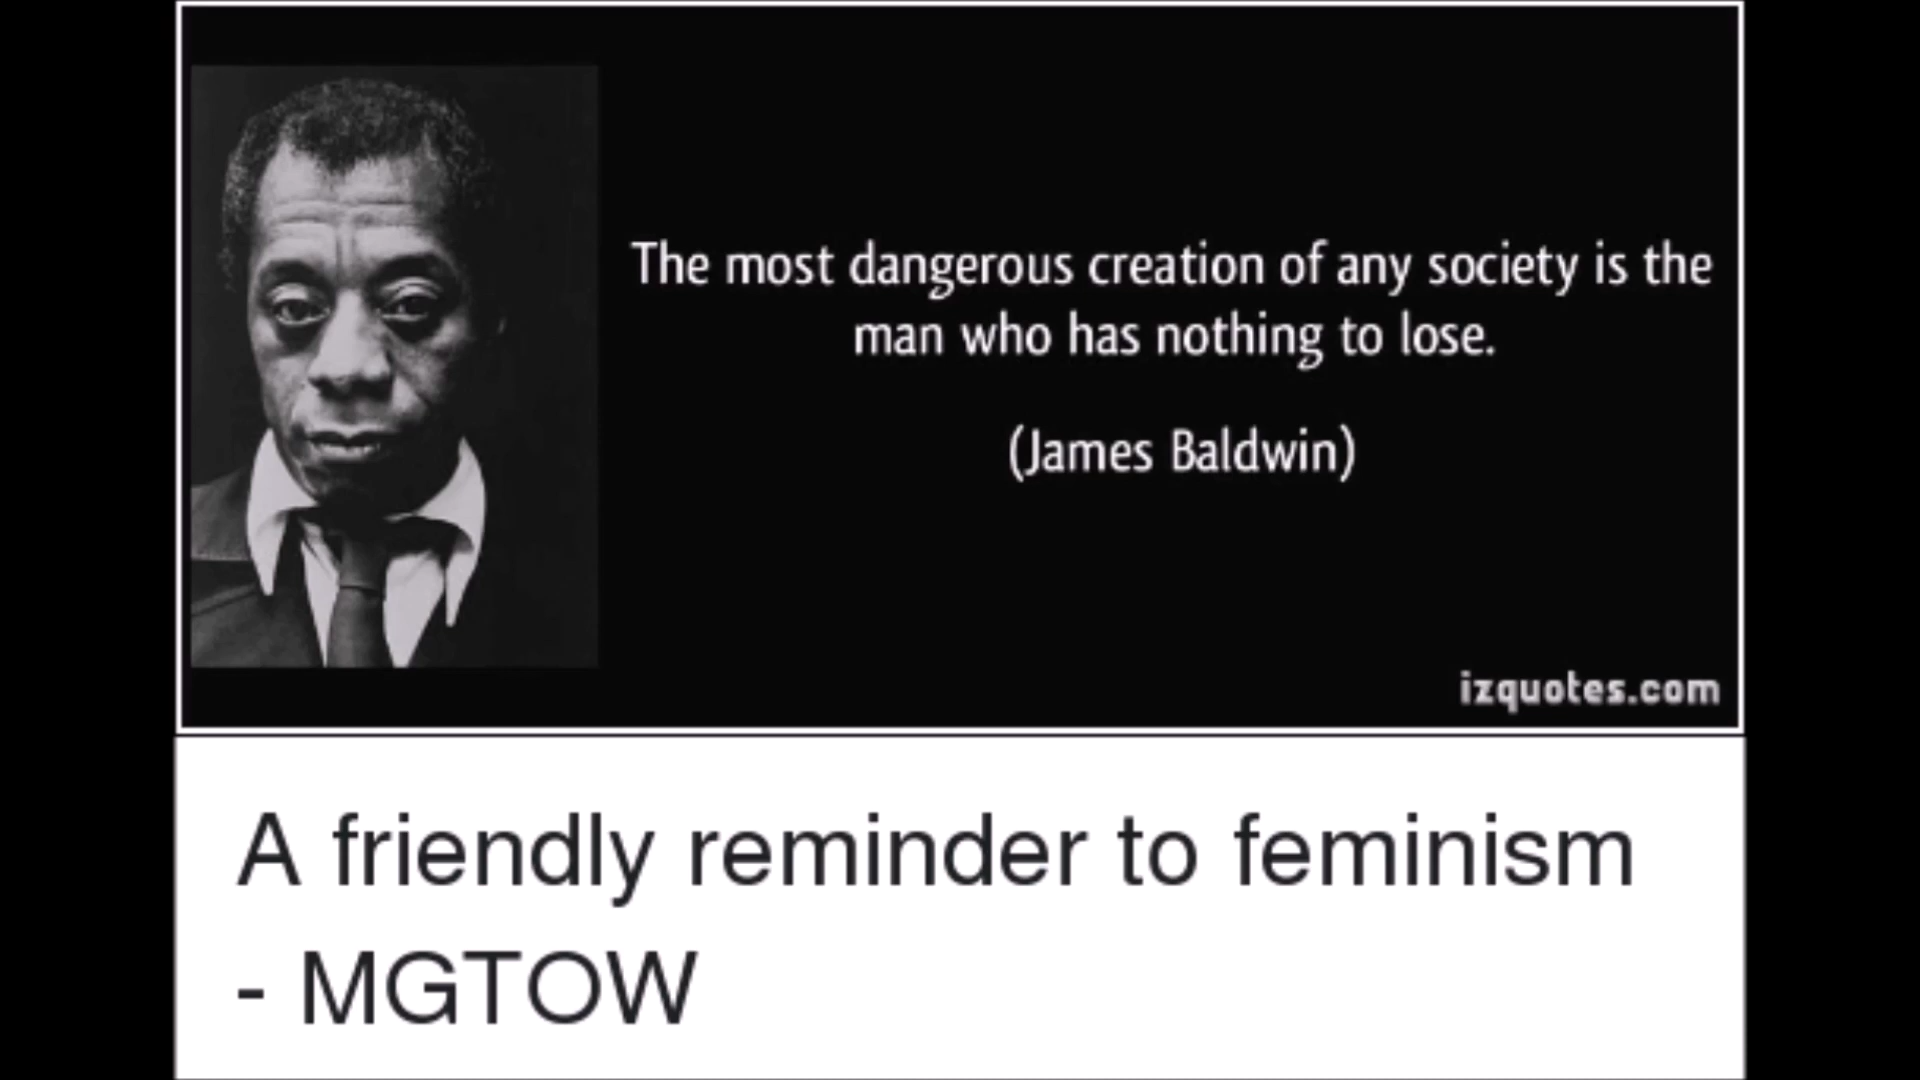 The most dangerous creation of any society is the
man who has nothing to lose.
(James Baldwin)
izquotes.com
A friendly reminder to feminism
- MGTOW